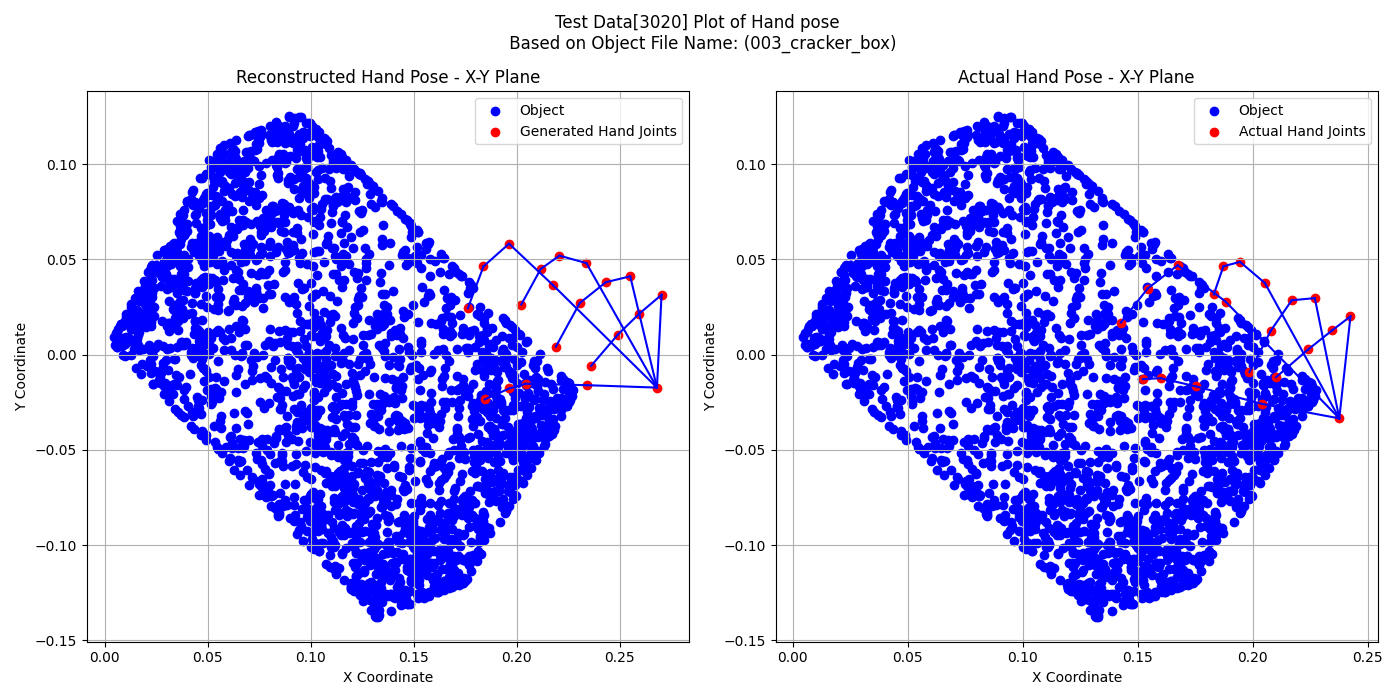 Test Data[3020] Plot of Hand pose
Based on Object File Name: (003_cracker_box)
Reconstructed Hand Pose - X-Y Plane
Object
Generated Hand Joints
0.10
0.05
0.00
−0.05
−0.10
−0.15
Y Coordinate
0.00 0.05 0.10 0.15 0.20 0.25
X Coordinate
Actual Hand Pose - X-Y Plane
Object
Actual Hand Joints
0.10
0.05
0.00
−0.05
−0.10
−0.15
Y Coordinate
0.00 0.05 0.10 0.15 0.20 0.25
X Coordinate